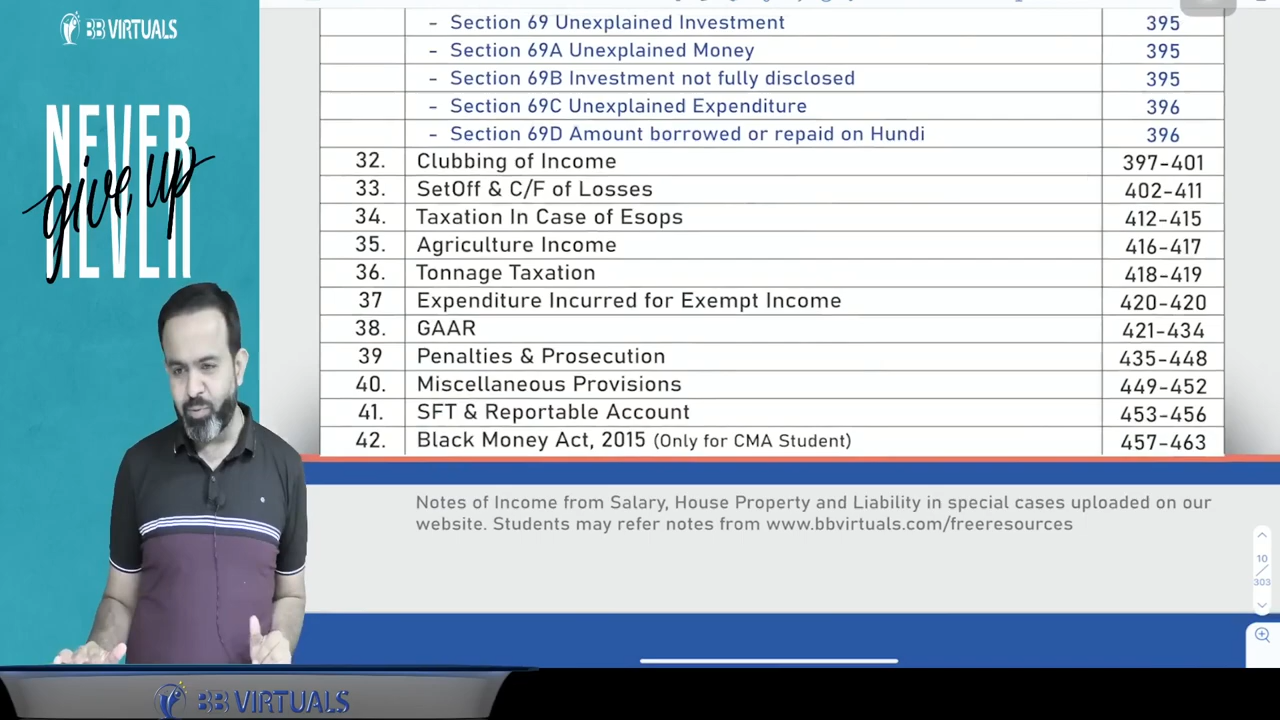 BB VIRTUALS
NEVER
give up
NEVER
- Section 69 Unexplained Investment 395
- Section 69A Unexplained Money 395
- Section 69B Investment not fully disclosed 395
- Section 69C Unexplained Expenditure 396
- Section 69D Amount borrowed or repaid on Hundi 396
32. Clubbing of Income 397-401
33. SetOff & C/F of Losses 402-411
34. Taxation In Case of Esops 412-415
35. Agriculture Income 416-417
36. Tonnage Taxation 418-419
37 Expenditure Incurred for Exempt Income 420-420
38. GAAR 421-434
39 Penalties & Prosecution 435-448
40. Miscellaneous Provisions 449-452
41. SFT & Reportable Account 453-456
42. Black Money Act, 2015 (Only for CMA Student) 457-463
Notes of Income from Salary, House Property and Liability in special cases uploaded on our
website. Students may refer notes from www.bbvirtuals.com/freeresources
10
/
303
BB VIRTUALS